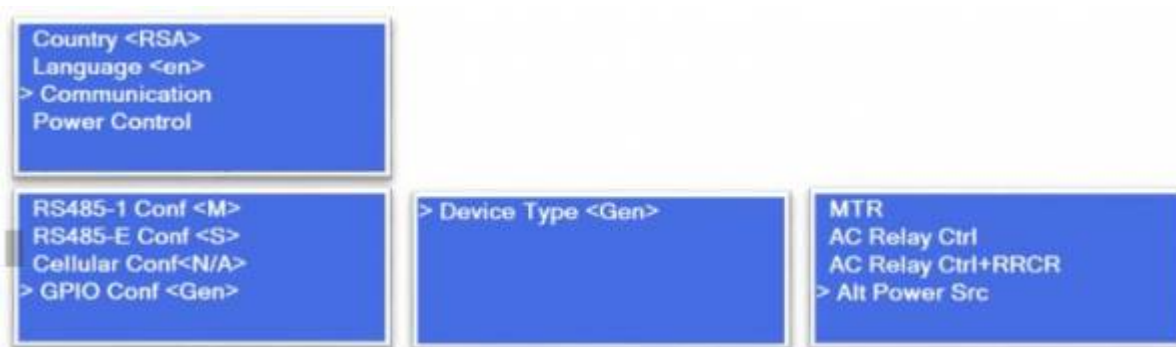 Country <RSA>
Language <en>
> Communication
Power Control
RS485-1 Conf <M>
RS485-E Conf <S>
Cellular Conf<N/A>
> GPIO Conf <Gen>
> Device Type <Gen>
MTR
AC Relay Ctrl
AC Relay Ctrl+RRCR
> Alt Power Src